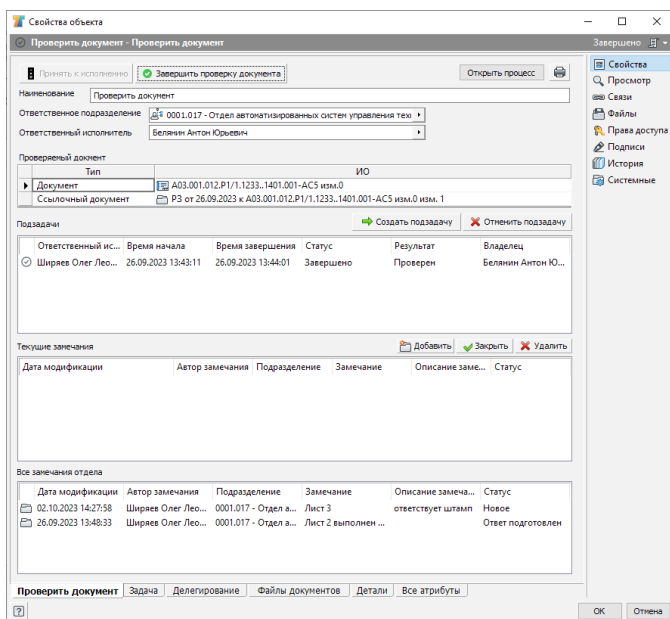 Свойства объекта
Проверить документ - Проверить документ
Завершено
Принять к исполнению
Завершить проверку документа
Открыть процесс
Наименование
Проверить документ
Ответственное подразделение
0001.017 - Отдел автоматизированных систем управления тех
Ответственный исполнитель
Белянин Антон Юрьевич
Проверяемый докмент
Тип ИО
Документ А03.001.012.Р1/1.1233..1401.001-АС5 изм.0
Ссылочный документ РЗ от 26.09.2023 к А03.001.012.Р1/1.1233..1401.001-АС5 изм.0 изм. 1
Подзадачи
Создать подзадачу
Отменить подзадачу
Ответственный ис... Время начала Время завершения Статус Результат Владелец
Ширяев Олег Лео... 26.09.2023 13:43:11 26.09.2023 13:44:01 Завершено Проверен Белянин Антон Ю...
Текущие замечания
Добавить
Закрыть
Удалить
Дата модификации Автор замечания Подразделение Замечание Описание заме... Статус
Все замечания отдела
Дата модификации Автор замечания Подразделение Замечание Описание замеча... Статус
02.10.2023 14:27:58 Ширяев Олег Лео... 0001.017 - Отдел а... Лист 3 ответствует штамп Новое
26.09.2023 13:48:33 Ширяев Олег Лео... 0001.017 - Отдел а... Лист 2 выполнен ... Ответ подготовлен
Проверить документ Задача Делегирование Файлы документов Детали Все атрибуты
Свойства
Просмотр
Связи
Файлы
Права доступа
Подписи
История
Системные
ОК
Отмена